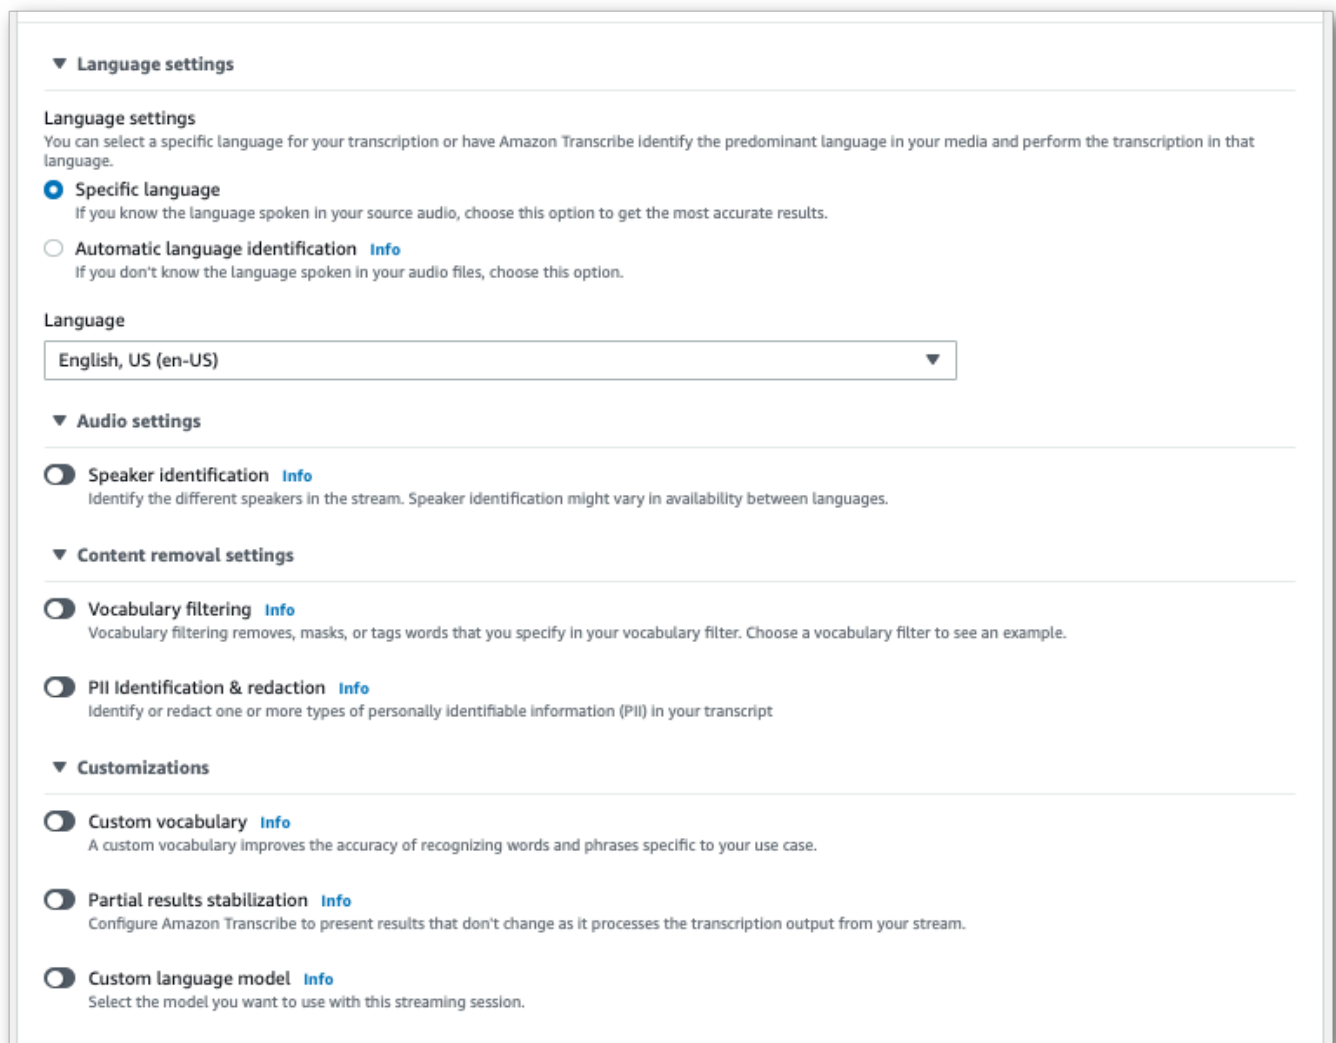 Language settings
Language settings
You can select a specific language for your transcription or have Amazon Transcribe identify the predominant language in your media and perform the transcription in that
language.
Specific language
If you know the language spoken in your source audio, choose this option to get the most accurate results.
Automatic language identification Info
If you don't know the language spoken in your audio files, choose this option.
Language
English, US (en-US)
Audio settings
Speaker identification Info
Identify the different speakers in the stream. Speaker identification might vary in availability between languages.
Content removal settings
Vocabulary filtering Info
Vocabulary filtering removes, masks, or tags words that you specify in your vocabulary filter. Choose a vocabulary filter to see an example.
PII Identification & redaction Info
Identify or redact one or more types of personally identifiable information (PII) in your transcript
Customizations
Custom vocabulary Info
A custom vocabulary improves the accuracy of recognizing words and phrases specific to your use case.
Partial results stabilization Info
Configure Amazon Transcribe to present results that don't change as it processes the transcription output from your stream.
Custom language model Info
Select the model you want to use with this streaming session.